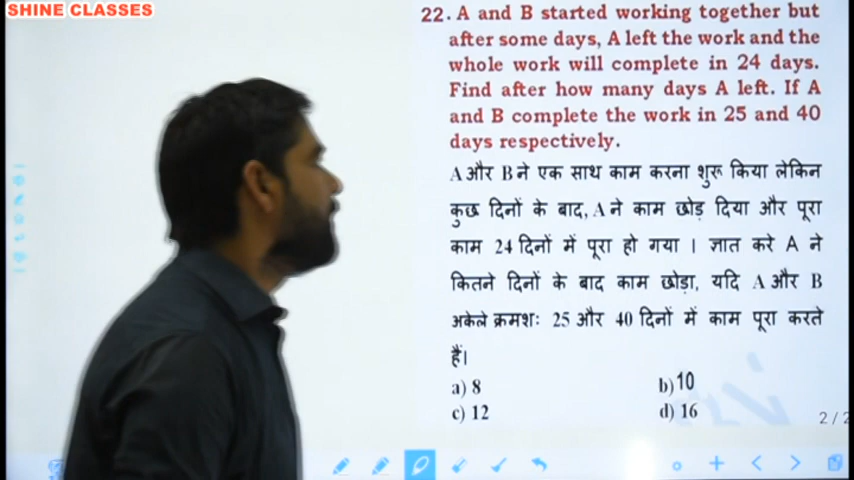 SHINE CLASSES
22. A and B started working together but
after some days, A left the work and the
whole work will complete in 24 days.
Find after how many days A left. If A
and B complete the work in 25 and 40
days respectively.
A और B ने एक साथ काम करना शुरू किया लेकिन
कुछ दिनों के बाद, A ने काम छोड़ दिया और पूरा
काम 24 दिनों में पूरा हो गया । ज्ञात करे A ने
कितने दिनों के बाद काम छोड़ा, यदि A और B
अकेले क्रमशः 25 और 40 दिनों में काम पूरा करते
हैं।
a) 8 b) 10
c) 12 d) 16